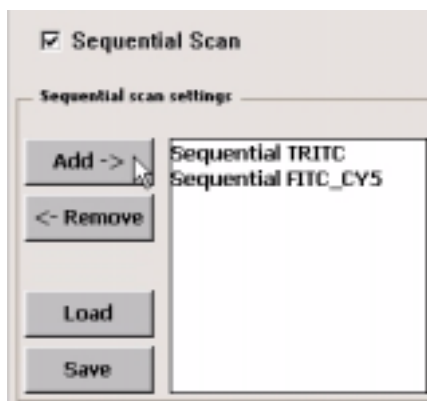 Sequential Scan
Sequential scan settings
Add ->
Sequential TRITC
Sequential FITC_CY5
<- Remove
Load
Save